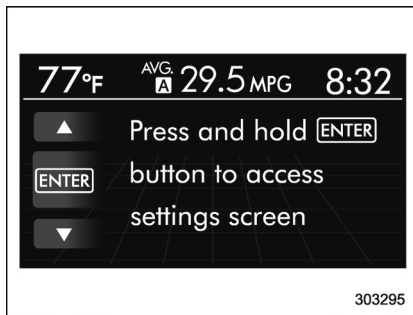 77°F AVG. A 29.5 MPG 8:32
Press and hold ENTER
ENTER button to access
settings screen
303295